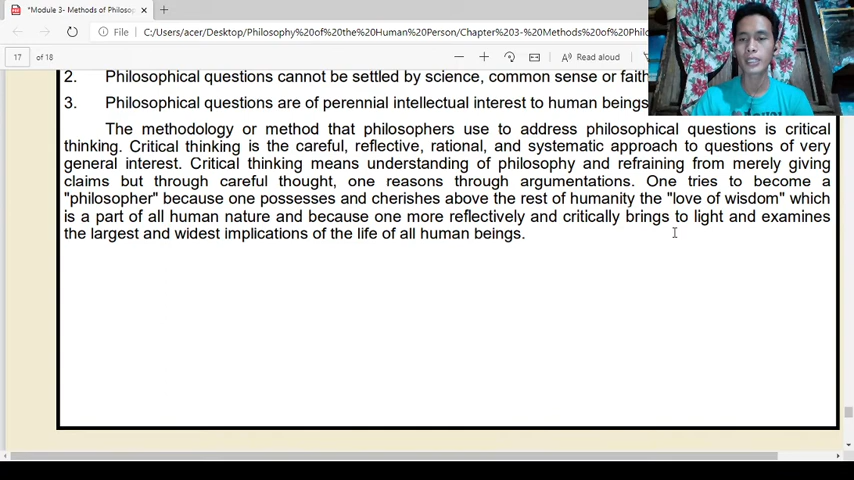 *Module 3- Methods of Philosop
File
C:/Users/acer/Desktop/Philosophy%20of%20the%20Human%20Person/Chapter%203-%20Methods%20of%20Phil
17 of 18
Read aloud
2. Philosophical questions cannot be settled by science, common sense or faith
3. Philosophical questions are of perennial intellectual interest to human beings
The methodology or method that philosophers use to address philosophical questions is critical
thinking. Critical thinking is the careful, reflective, rational, and systematic approach to questions of very
general interest. Critical thinking means understanding of philosophy and refraining from merely giving
claims but through careful thought, one reasons through argumentations. One tries to become a
"philosopher" because one possesses and cherishes above the rest of humanity the "love of wisdom" which
is a part of all human nature and because one more reflectively and critically brings to light and examines
the largest and widest implications of the life of all human beings.